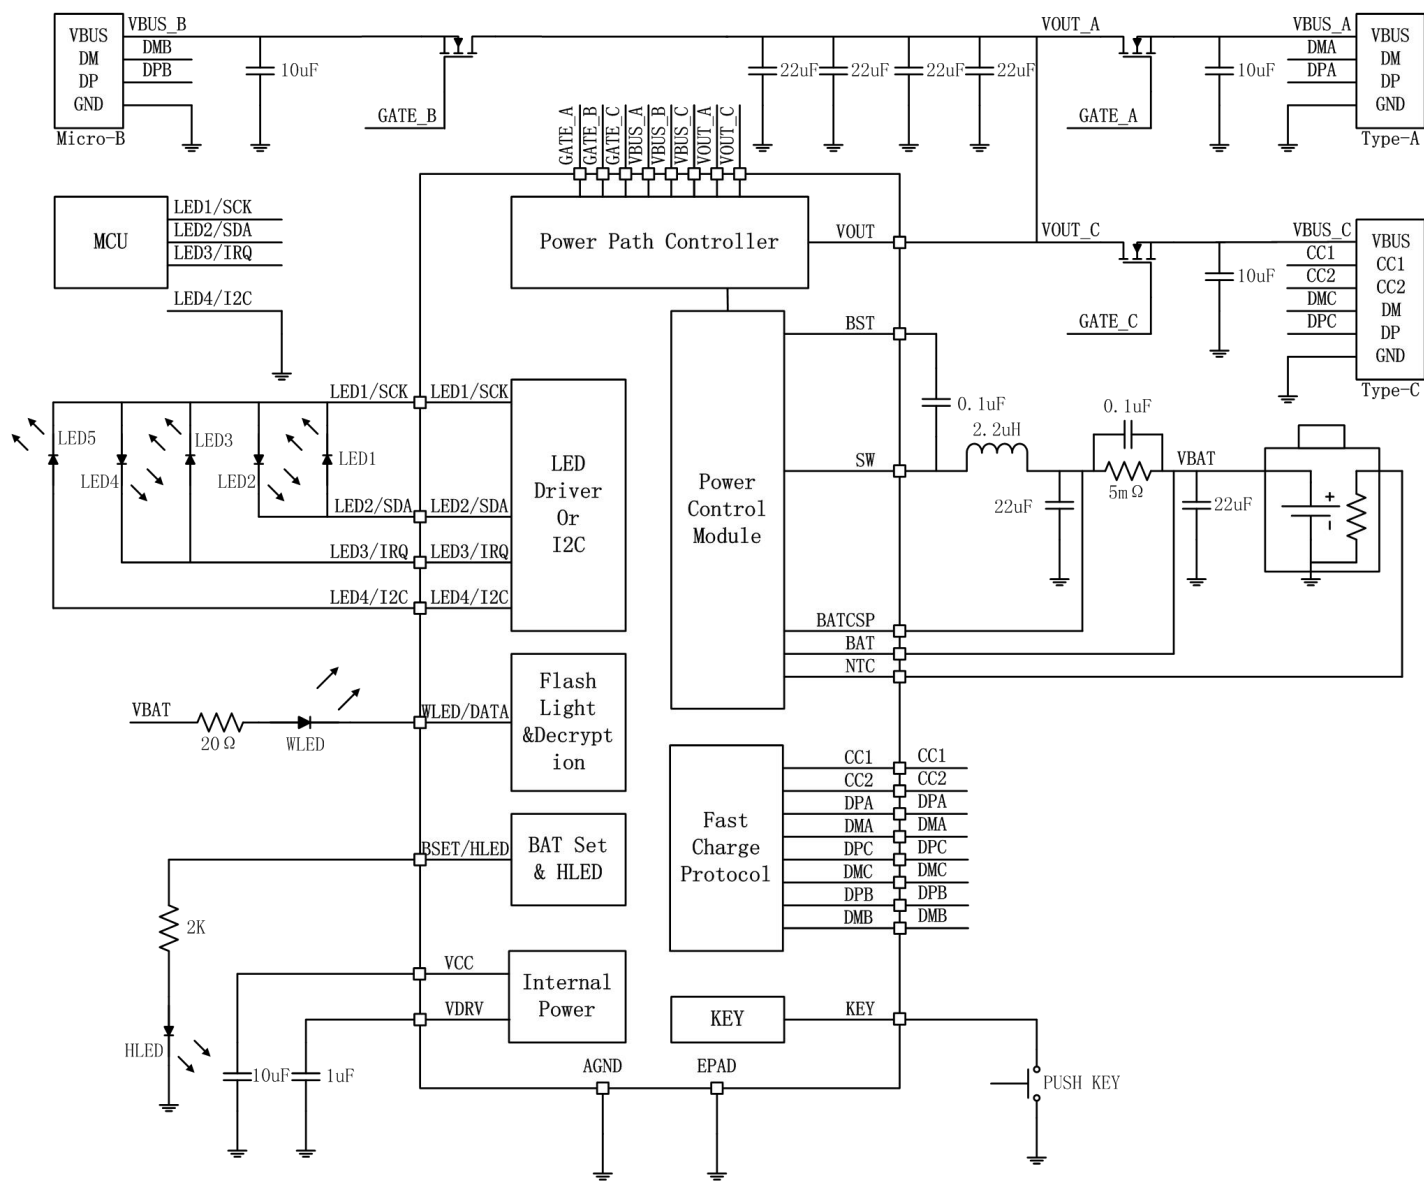 VBUS_B
VBUS
DMB
DM
DPB
DP
GND
Micro-B
10uF
GATE_B
22uF
22uF
22uF
22uF
VOUT_A
GATE_A
10uF
VBUS_A
VBUS
DMA
DM
DPA
DP
GND
Type-A
GATE_A
GATE_B
GATE_C
VBUS_A
VBUS_B
VBUS_C
VOUT_A
VOUT_C
MCU
LED1/SCK
LED2/SDA
LED3/IRQ
LED4/I2C
Power Path Controller
VOUT
VOUT_C
GATE_C
10uF
VBUS_C
VBUS
CC1
CC1
CC2
CC2
DMC
DM
DPC
DP
GND
Type-C
BST
0.1uF
2.2uH
SW
0.1uF
5mΩ
VBAT
22uF
22uF
+
-
Power
Control
Module
BATCSP
BAT
NTC
LED1/SCK
LED1/SCK
LED5
LED4
LED3
LED2
LED1
LED2/SDA
LED2/SDA
LED3/IRQ
LED3/IRQ
LED4/I2C
LED4/I2C
LED
Driver
Or
I2C
VBAT
20Ω
WLED
WLED/DATA
Flash
Light
&Decrypt
ion
BSET/HLED
BAT Set
& HLED
2K
HLED
VCC
VDRV
Internal
Power
10uF
1uF
Fast
Charge
Protocol
CC1
CC1
CC2
CC2
DPA
DPA
DMA
DMA
DPC
DPC
DMC
DMC
DPB
DPB
DMB
DMB
KEY
KEY
PUSH KEY
AGND
EPAD